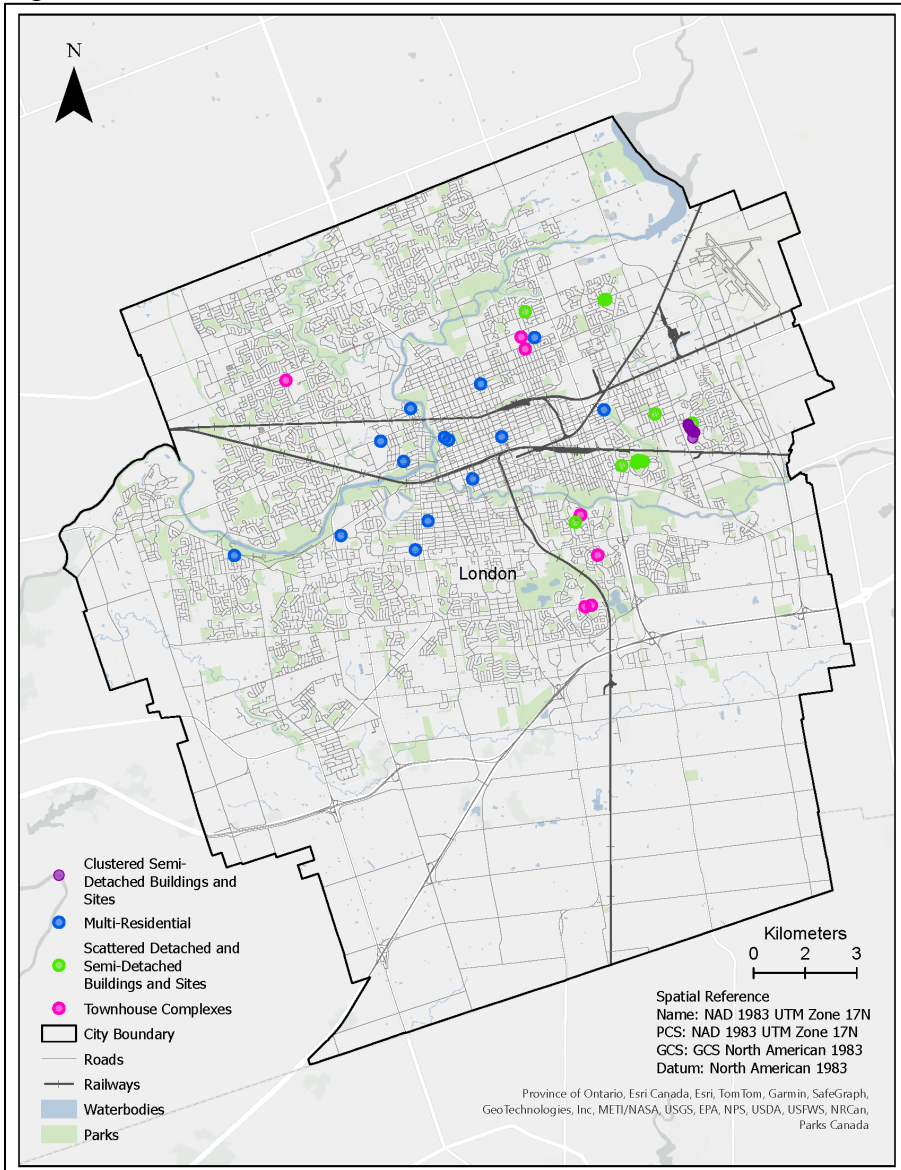 N
London
Clustered Semi-
Detached Buildings and
Sites
Multi-Residential
Scattered Detached and
Semi-Detached
Buildings and Sites
Townhouse Complexes
City Boundary
Roads
Railways
Waterbodies
Parks
Kilometers
0 2 3
Spatial Reference
Name: NAD 1983 UTM Zone 17N
PCS: NAD 1983 UTM Zone 17N
GCS: GCS North American 1983
Datum: North American 1983
Province of Ontario, Esri Canada, Esri, TomTom, Garmin, SafeGraph,
GeoTechnologies, Inc, METI/NASA, USGS, EPA, NPS, USDA, USFWS, NRCan,
Parks Canada